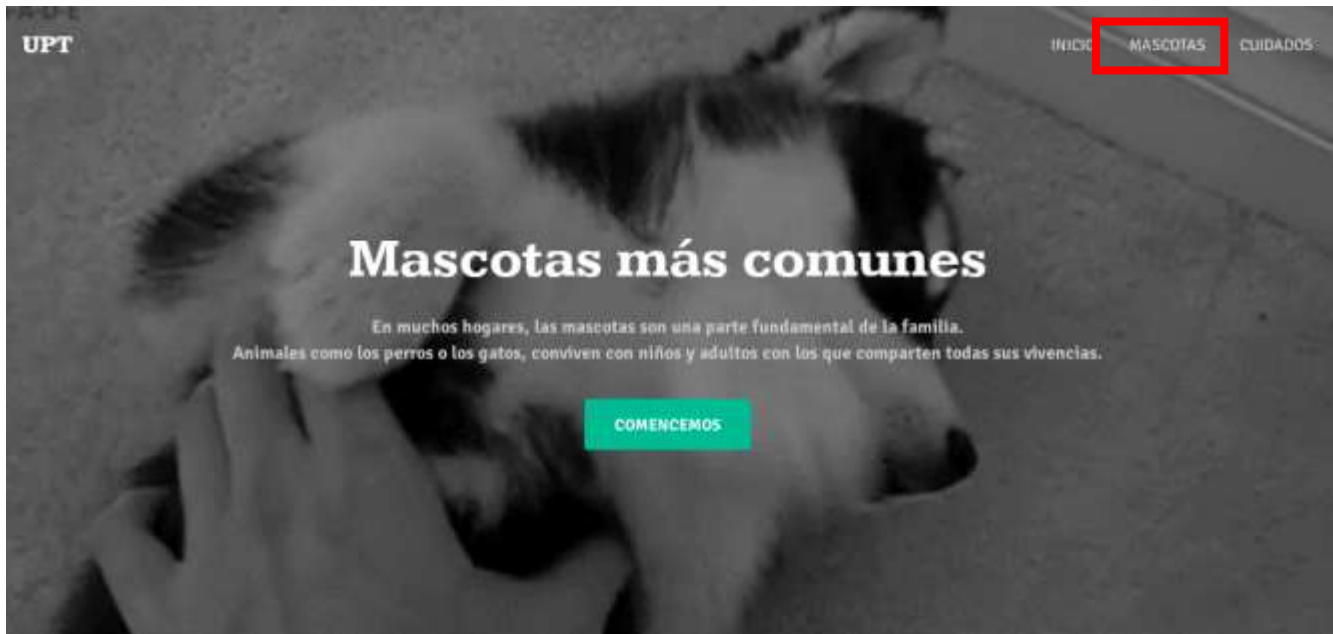 UPT
INICIO MASCOTAS CUIDADOS
Mascotas más comunes
En muchos hogares, las mascotas son una parte fundamental de la familia.
Animales como los perros o los gatos, conviven con niños y adultos con los que comparten todas sus vivencias.
COMENCEMOS